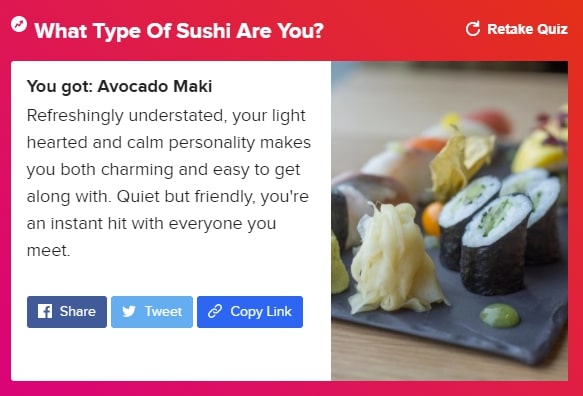 What Type Of Sushi Are You?
Retake Quiz
You got: Avocado Maki
Refreshingly understated, your light
hearted and calm personality makes
you both charming and easy to get
along with. Quiet but friendly, you're
an instant hit with everyone you
meet.
Share
Tweet
Copy Link